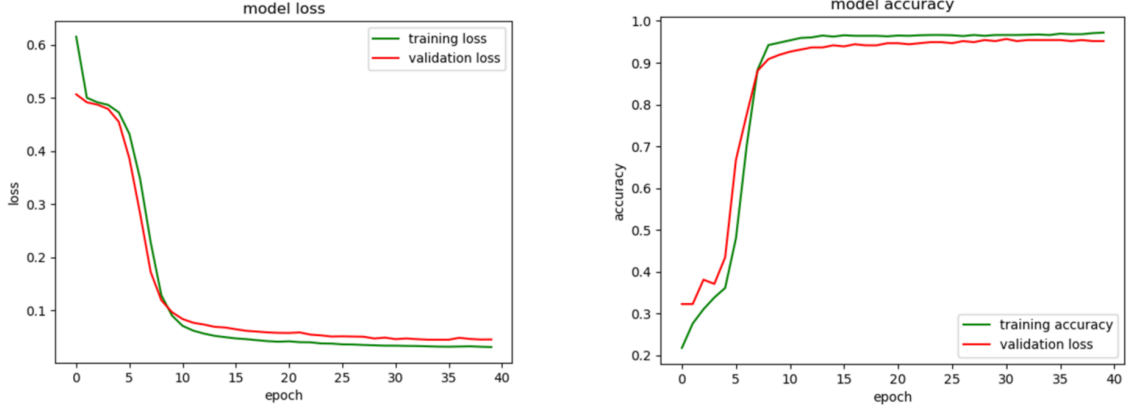 model loss
training loss
validation loss
loss
0.6
0.5
0.4
0.3
0.2
0.1
0 5 10 15 20 25 30 35 40
epoch
model accuracy
accuracy
1.0
0.9
0.8
0.7
0.6
0.5
0.4
0.3
0.2
training accuracy
validation loss
0 5 10 15 20 25 30 35 40
epoch